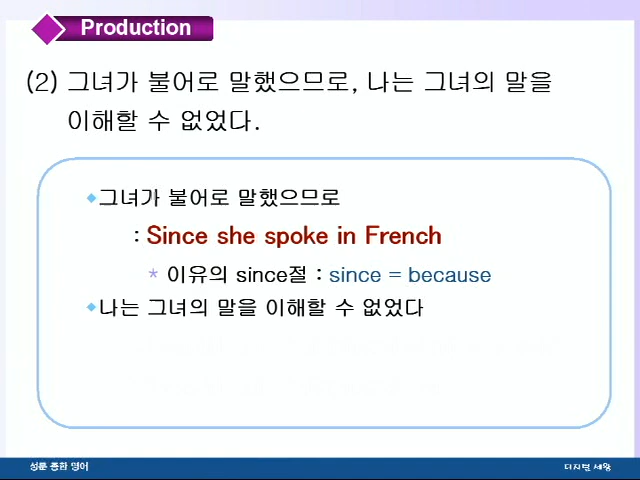 Production
(2) 그녀가 불어로 말했으므로, 나는 그녀의 말을
이해할 수 없었다.
◆그녀가 불어로 말했으므로
: Since she spoke in French
* 이유의 since절 : since = because
◆나는 그녀의 말을 이해할 수 없었다
성문 종합 영어
디지털 세왕